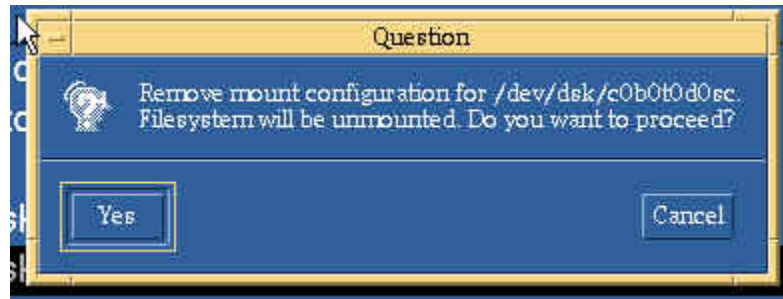 Question
Remove mount configuration for /dev/dsk/c0b0t0d0sc.
Filesystem will be unmounted. Do you want to proceed?
Yes
Cancel